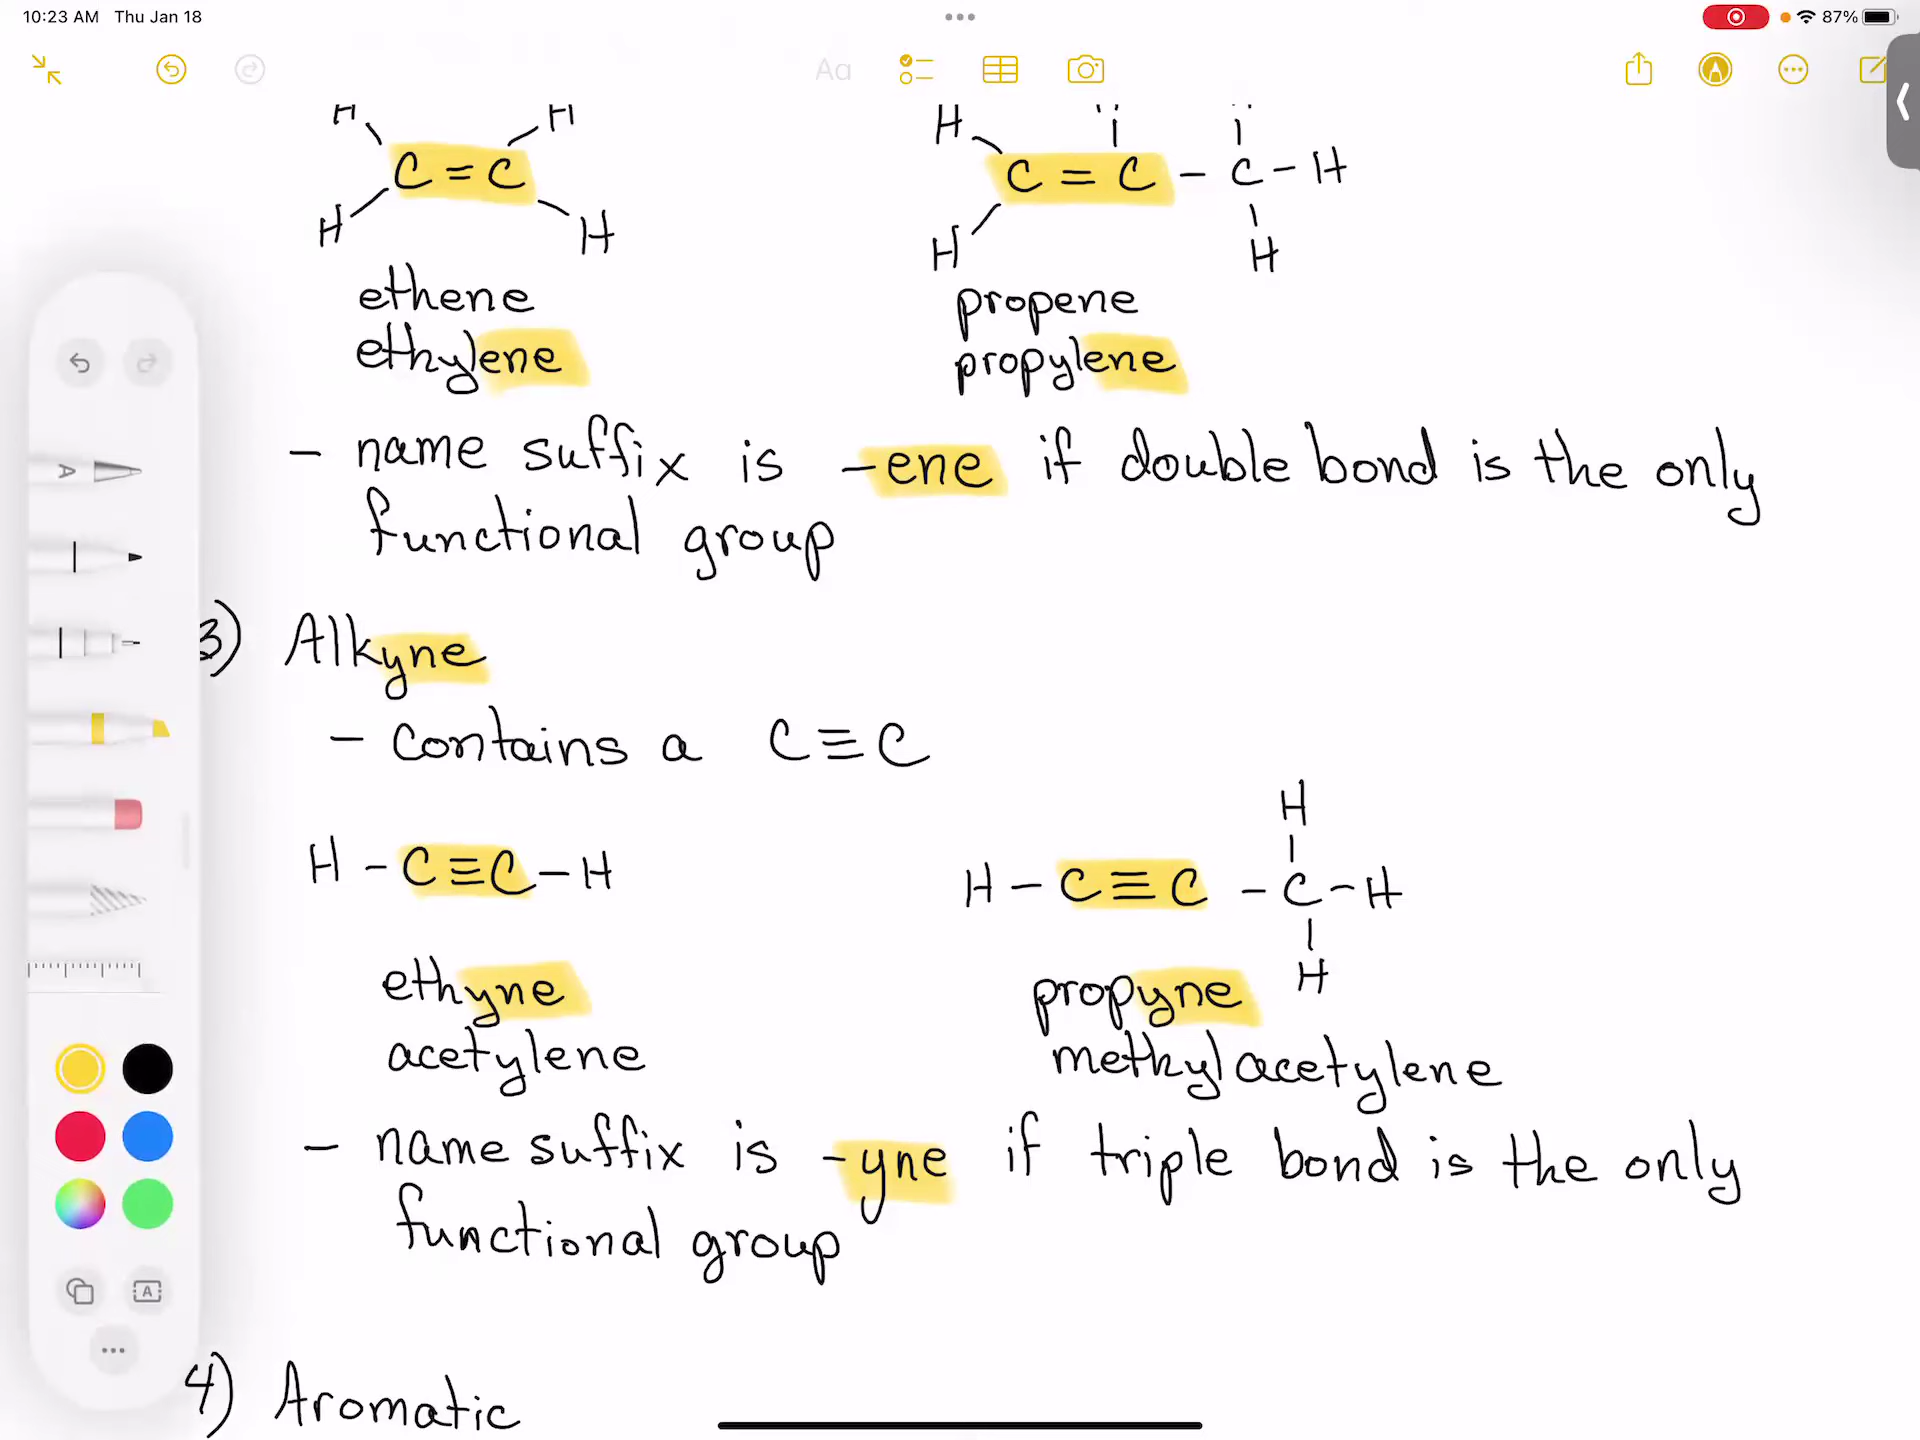 10:23 AM Thu Jan 18
87%
Aa
H H H
C = C C = C - C - H
H H H H
ethene propene
ethylene propylene
- name suffix is -ene if double bond is the only
functional group
3) Alkyne
- contains a C≡C
H
H - C≡C - H H - C≡C - C - H
H
ethyne propyne
acetylene methylacetylene
- name suffix is -yne if triple bond is the only
functional group
4) Aromatic